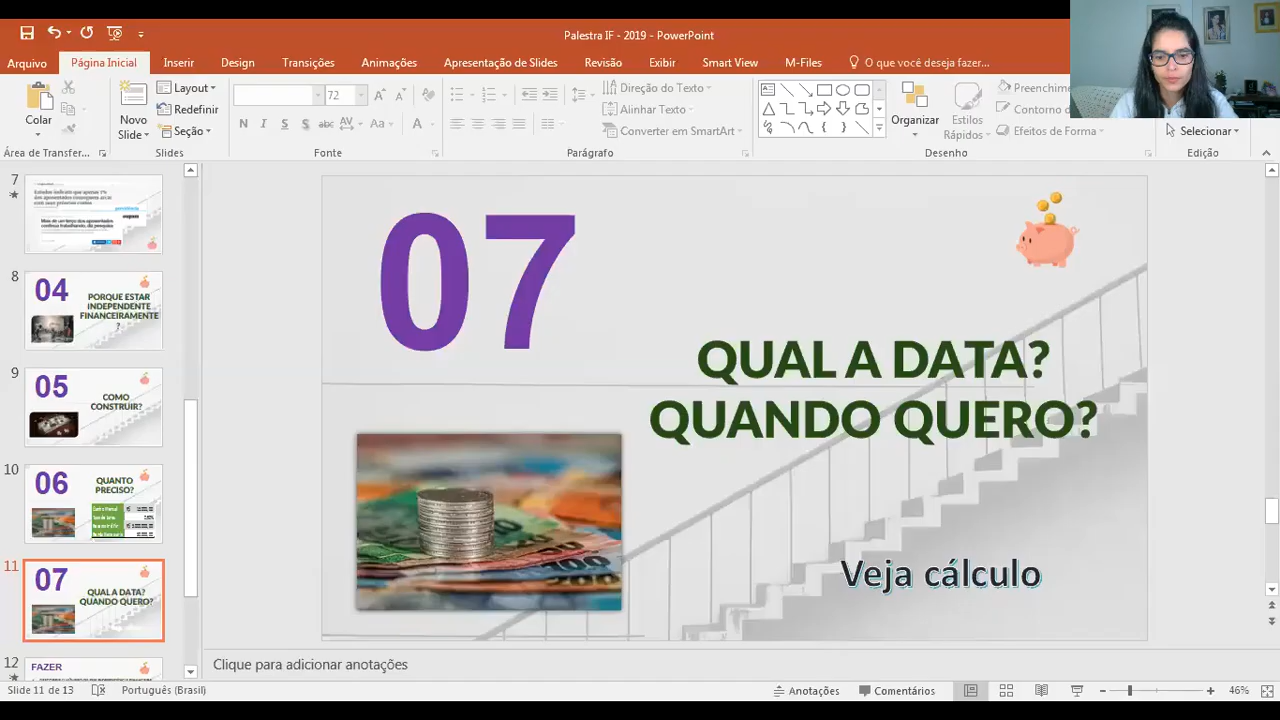 Palestra IF - 2019 - PowerPoint
Arquivo
Página Inicial
Inserir
Design
Transições
Animações
Apresentação de Slides
Revisão
Exibir
Smart View
M-Files
O que você deseja fazer...
Colar
Novo
Slide
Layout
Redefinir
Seção
72
N
I
S
S
abc
AV
Aa
A
Direção do Texto
Alinhar Texto
Converter em SmartArt
Organizar
Estilos
Rápidos
Preenchime
Contorno d
Efeitos de Forma
Selecionar
Área de Transfer...
Slides
Fonte
Parágrafo
Desenho
Edição
7
8
04
PORQUE ESTAR
INDEPENDENTE
FINANCEIRAMENTE
?
9
05
COMO
CONSTRUIR?
10
06
QUANTO
PRECISO?
11
07
QUAL A DATA?
QUANDO QUERO?
12
FAZER
07
QUAL A DATA?
QUANDO QUERO?
Veja cálculo
Clique para adicionar anotações
Slide 11 de 13
Português (Brasil)
Anotações
Comentários
46%